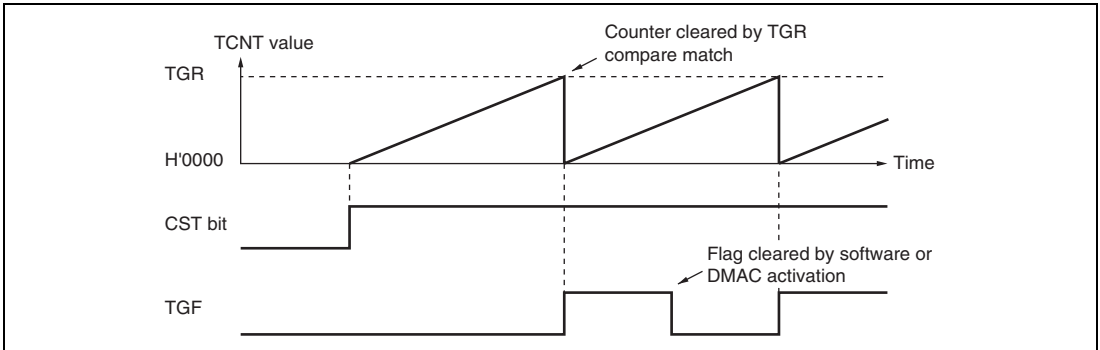 Counter cleared by TGR
compare match
TCNT value
TGR
H'0000
Time
CST bit
Flag cleared by software or
DMAC activation
TGF